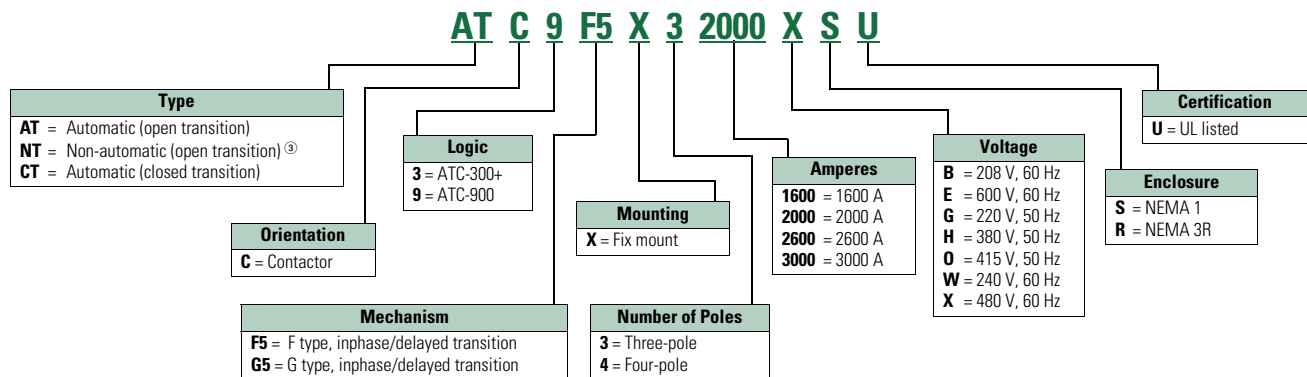 AT C 9 F5 X 3 2000 X S U
Type
AT = Automatic (open transition)
NT = Non-automatic (open transition) ③
CT = Automatic (closed transition)
Orientation
C = Contactor
Logic
3 = ATC-300+
9 = ATC-900
Mechanism
F5 = F type, inphase/delayed transition
G5 = G type, inphase/delayed transition
Mounting
X = Fix mount
Number of Poles
3 = Three-pole
4 = Four-pole
Amperes
1600 = 1600 A
2000 = 2000 A
2600 = 2600 A
3000 = 3000 A
Voltage
B = 208 V, 60 Hz
E = 600 V, 60 Hz
G = 220 V, 50 Hz
H = 380 V, 50 Hz
O = 415 V, 50 Hz
W = 240 V, 60 Hz
X = 480 V, 60 Hz
Enclosure
S = NEMA 1
R = NEMA 3R
Certification
U = UL listed